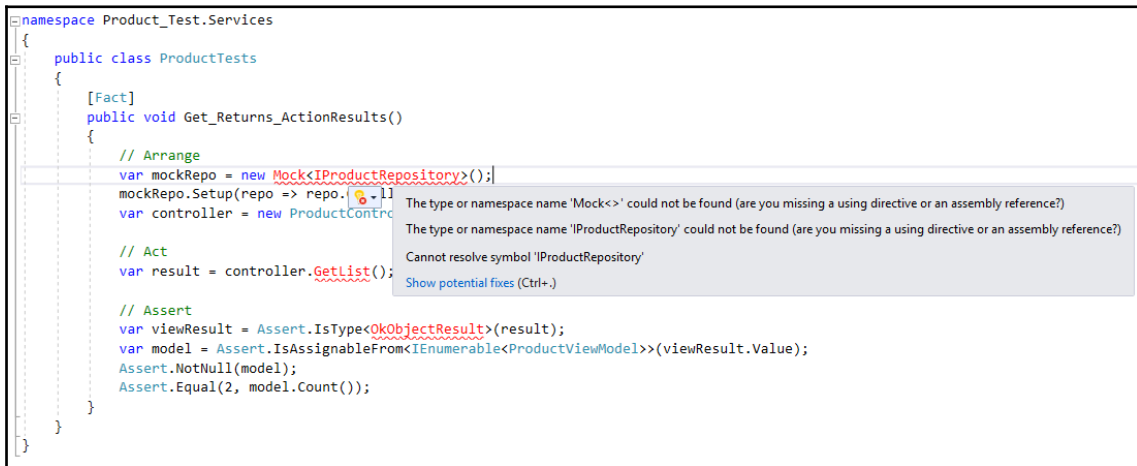 namespace Product_Test.Services
{
public class ProductTests
{
[Fact]
public void Get_Returns_ActionResults()
{
// Arrange
var mockRepo = new Mock<IProductRepository>();
mockRepo.Setup(repo => repo.
var controller = new
The type or namespace name 'Mock<>' could not be found (are you missing a using directive or an assembly reference?)
The type or namespace name 'IProductRepository' could not be found (are you missing a using directive or an assembly reference?)
Cannot resolve symbol 'IProductRepository'
Show potential fixes (Ctrl+.)
// Act
var result = controller.GetList();
// Assert
var viewResult = Assert.IsType<OkObjectResult>(result);
var model = Assert.IsAssignableFrom<IEnumerable<ProductViewModel>>(viewResult.Value);
Assert.NotNull(model);
Assert.Equal(2, model.Count());
}
}
}